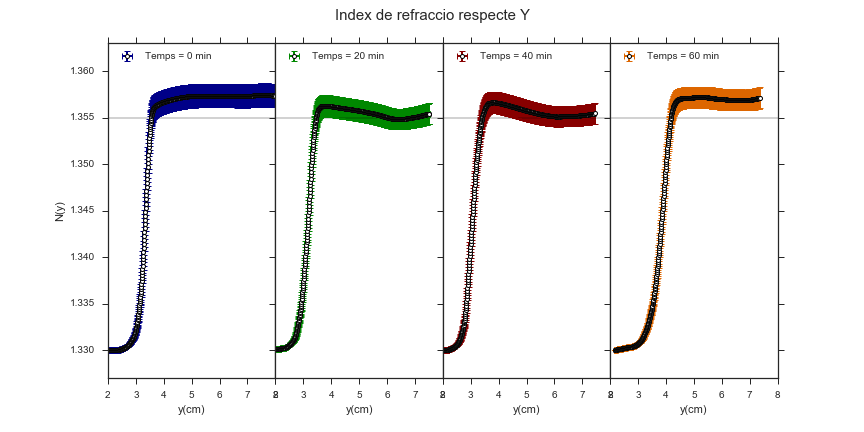 Index de refraccio respecte Y
Temps = 0 min Temps = 20 min Temps = 40 min Temps = 60 min
1.360
1.355
1.350
1.345
1.340
1.335
1.330
N(y)
2 3 4 5 6 7 8 2 3 4 5 6 7 8 2 3 4 5 6 7 8 2 3 4 5 6 7 8
y(cm) y(cm) y(cm) y(cm)